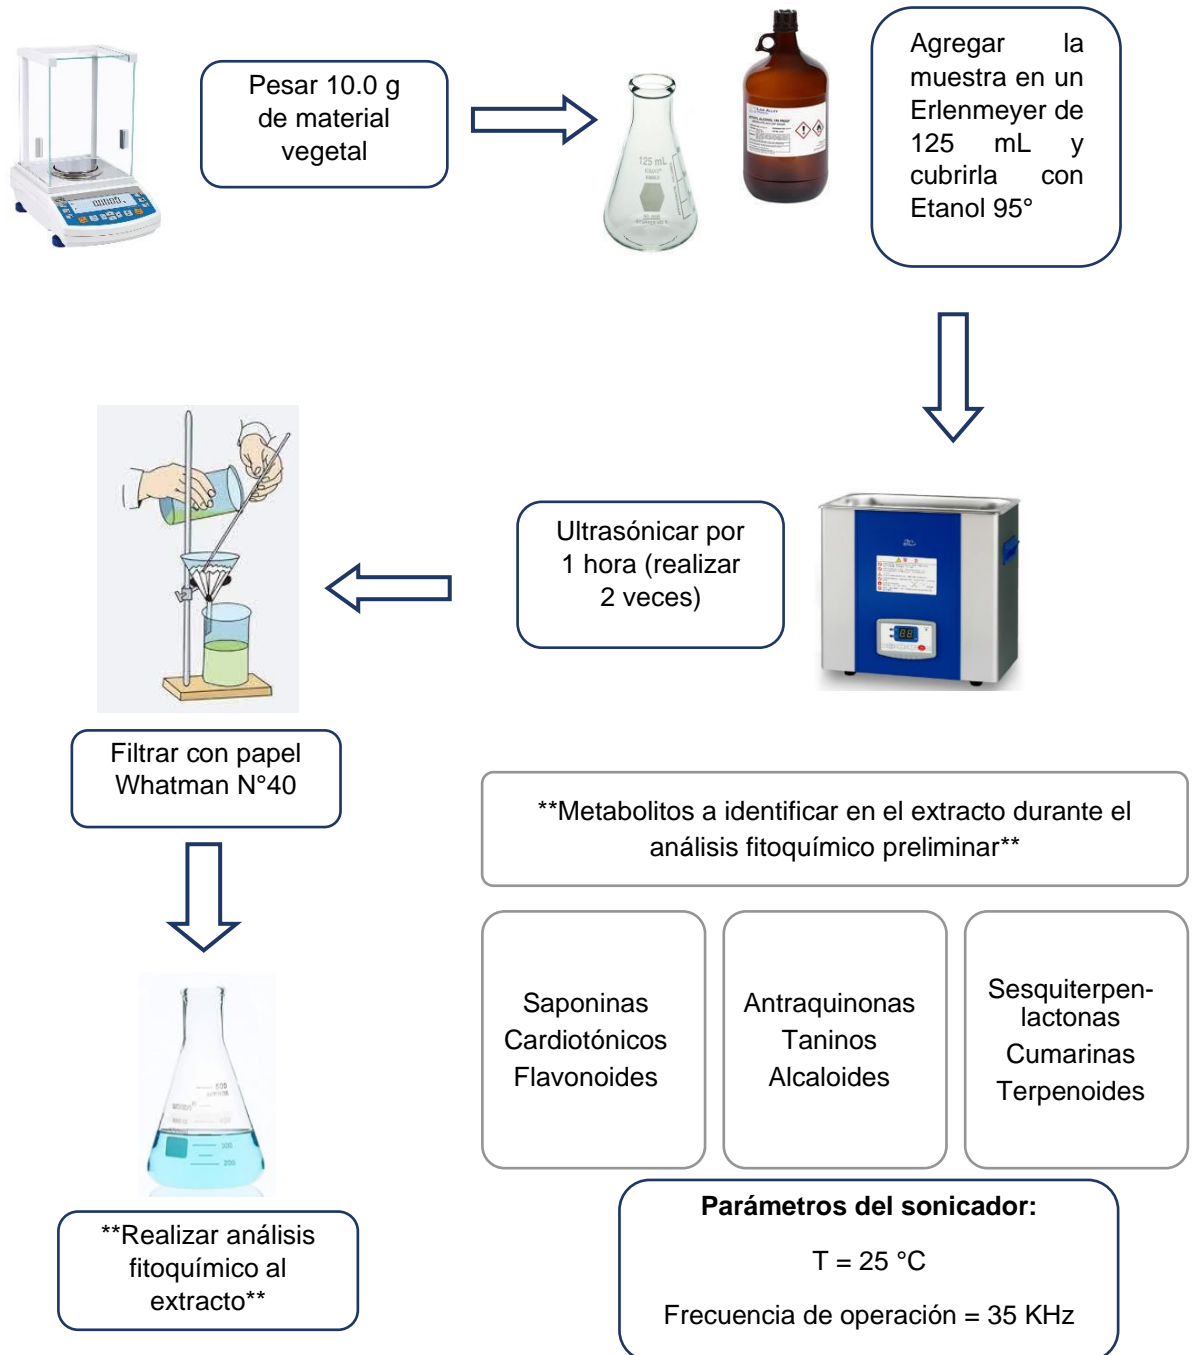 Pesar 10.0 g
de material
vegetal
125 mL
Agregar la
muestra en un
Erlenmeyer de
125 mL y
cubrirla con
Etanol 95°
Ultrasónicar por
1 hora (realizar
2 veces)
Filtrar con papel
Whatman N°40
**Metabolitos a identificar en el extracto durante el
análisis fitoquímico preliminar**
Saponinas
Cardiotónicos
Flavonoides
Antraquinonas
Taninos
Alcaloides
Sesquiterpen-
lactonas
Cumarinas
Terpenoides
**Realizar análisis
fitoquímico al
extracto**
Parámetros del sonicador:
T = 25 °C
Frecuencia de operación = 35 KHz